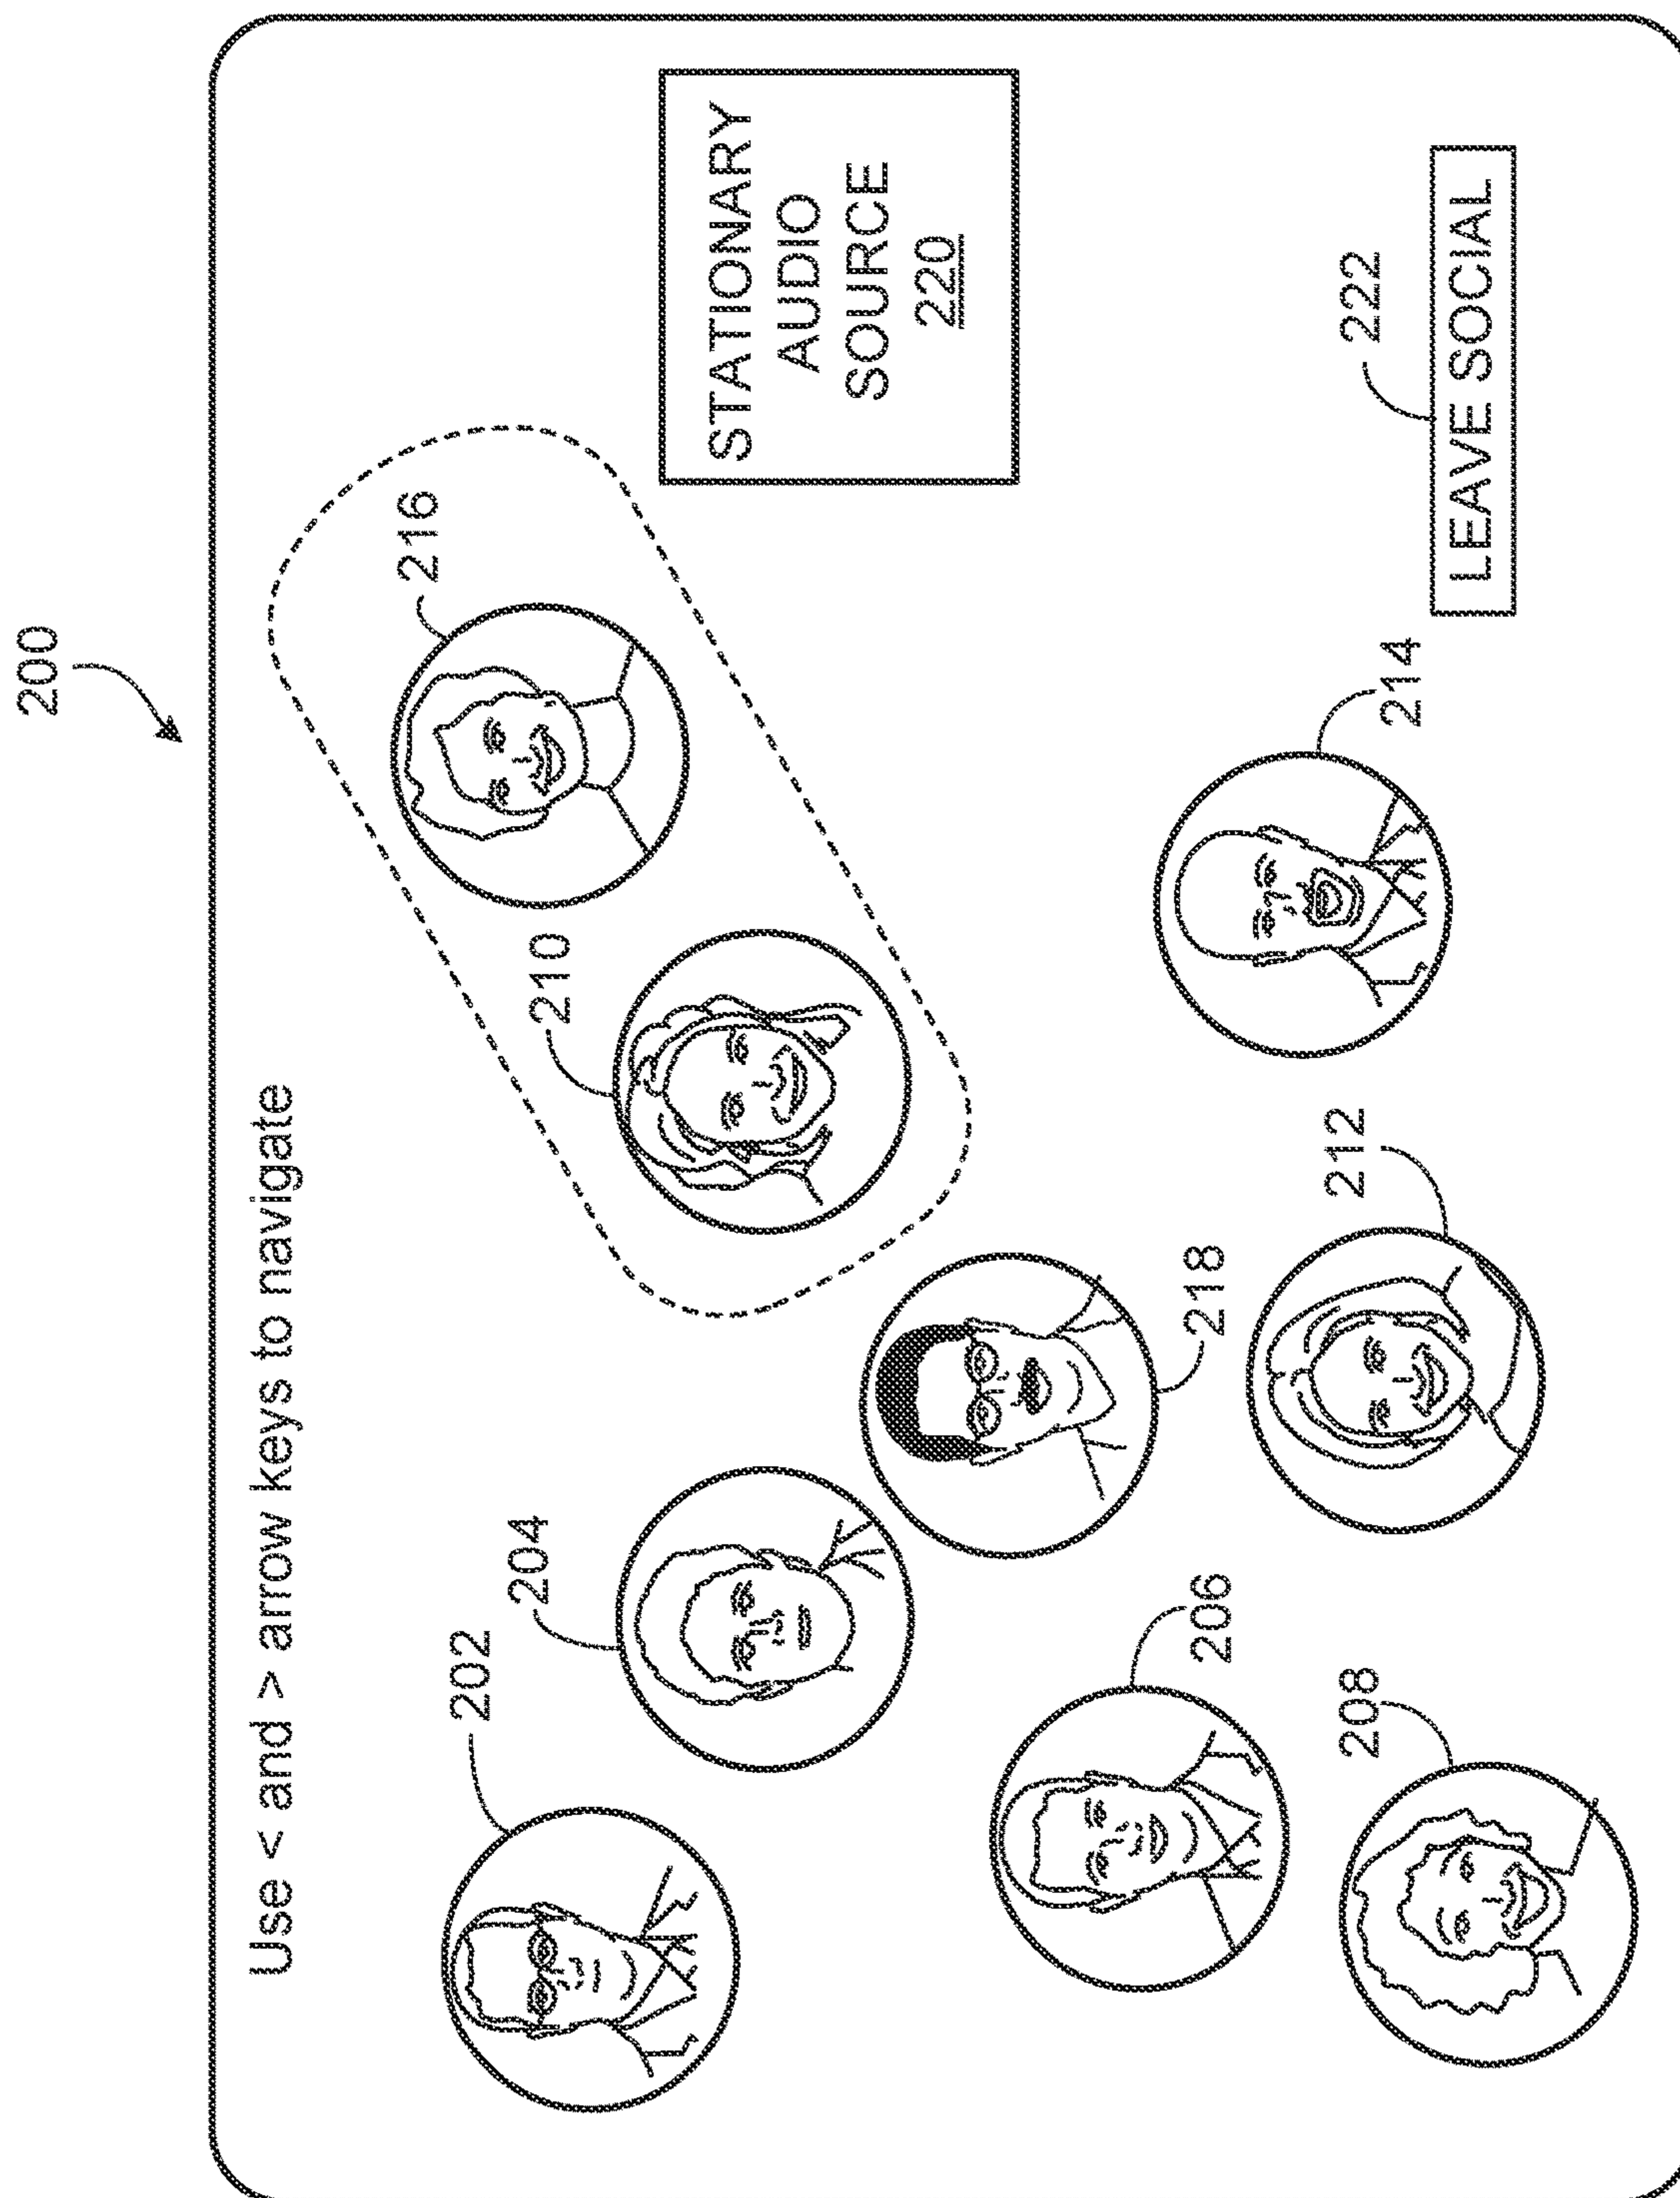 200
Use < and > arrow keys to navigate
202
204
210
216
STATIONARY
AUDIO
SOURCE
220
218
206
208
212
214
222
LEAVE SOCIAL